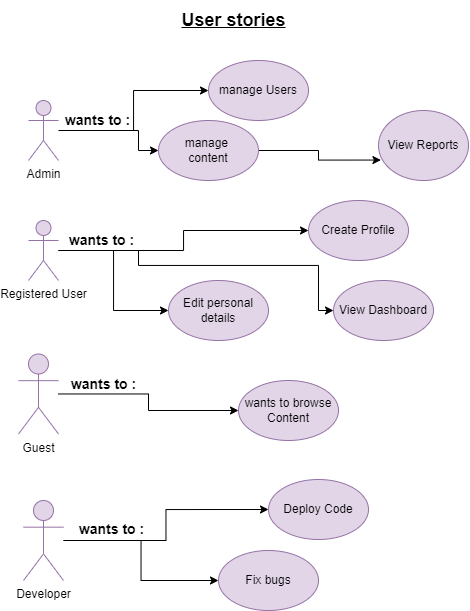 User stories
manage Users
wants to :
manage
content
View Reports
Admin
Create Profile
wants to :
Registered User
Edit personal
details
View Dashboard
wants to :
wants to browse
Content
Guest
Deploy Code
wants to :
Fix bugs
Developer